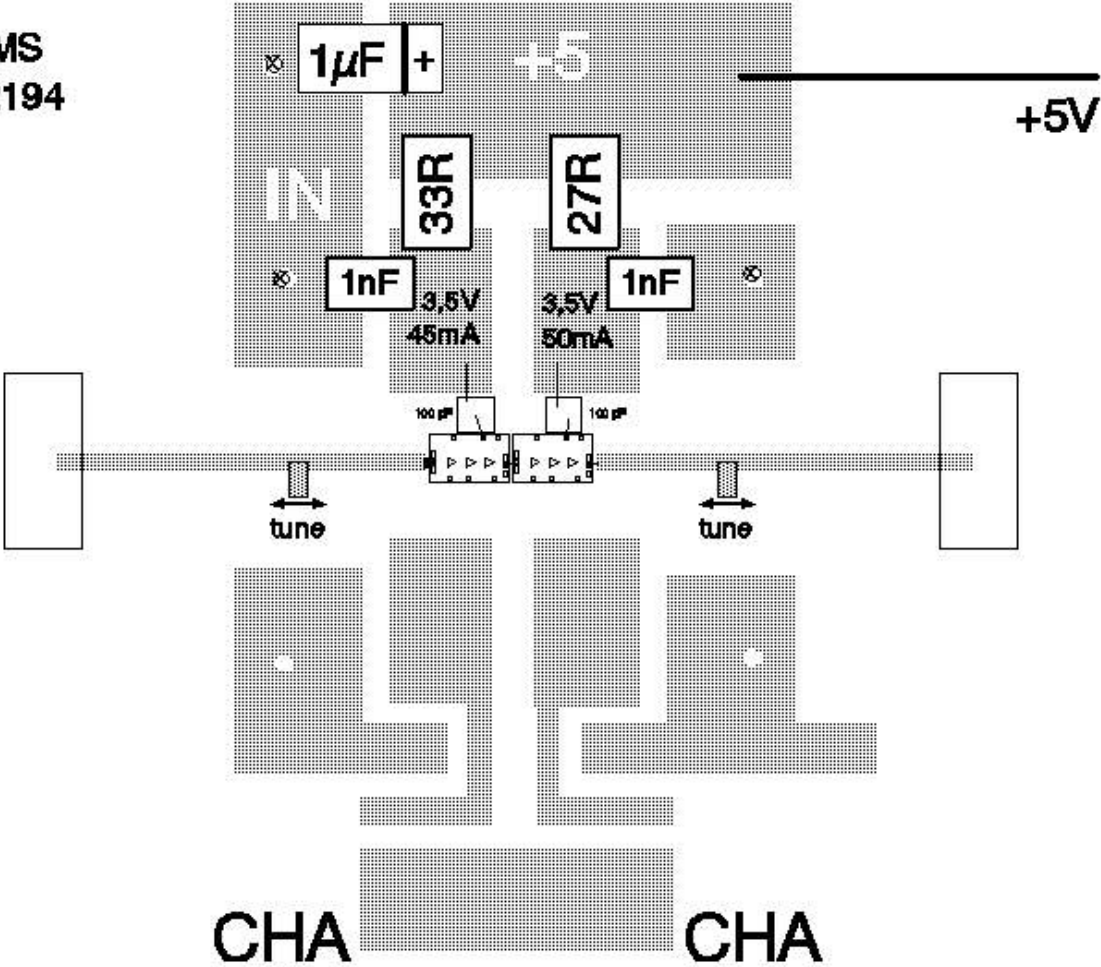 MS
194
1µF +
+5
+5V
IN
33R
27R
1nF
1nF
3,5V
45mA
3,5V
50mA
100 pF
100 pF
tune
tune
CHA
CHA